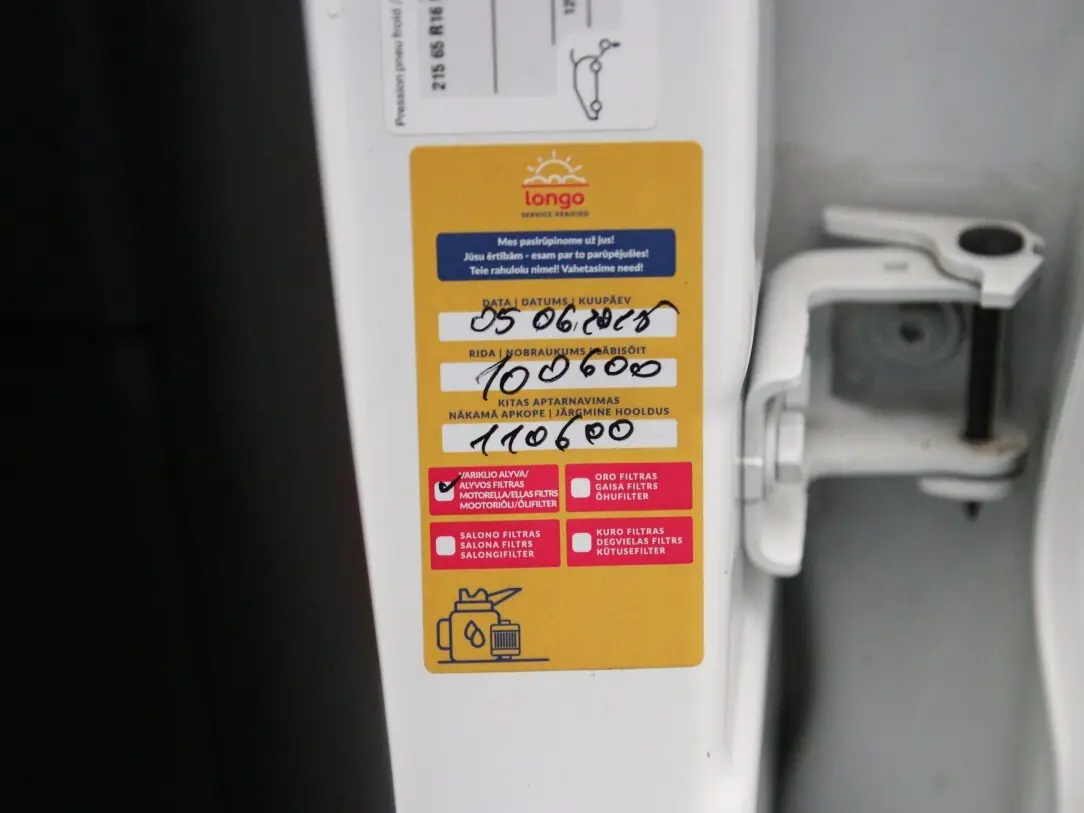 Pression pneu froid /
215 65 R16
longo
SERVICE VERIFIED
Mes pasirūpinome už jus!
Jūsu ērtībām - esam par to parūpējušies!
Teie rahulolu nimel! Vahetasime need!
DATA | DATUMS | KUUPÄEV
05 06.2025
RIDA | NOBRAUKUMS | LÄBISÕIT
100600
KITAS APTARNAVIMAS
NĀKAMĀ APKOPE | JÄRGMINE HOOLDUS
110600
VARIKLIO ALYVA/
ALYVOS FILTRAS
MOTOREĻĻA/EĻĻAS FILTRS
MOOTORIÕLI/ÕLIFILTER
ORO FILTRAS
GAISA FILTRS
ÕHUFILTER
SALONO FILTRAS
SALONA FILTRS
SALONGIFILTER
KURO FILTRAS
DEGVIELAS FILTRS
KÜTUSEFILTER